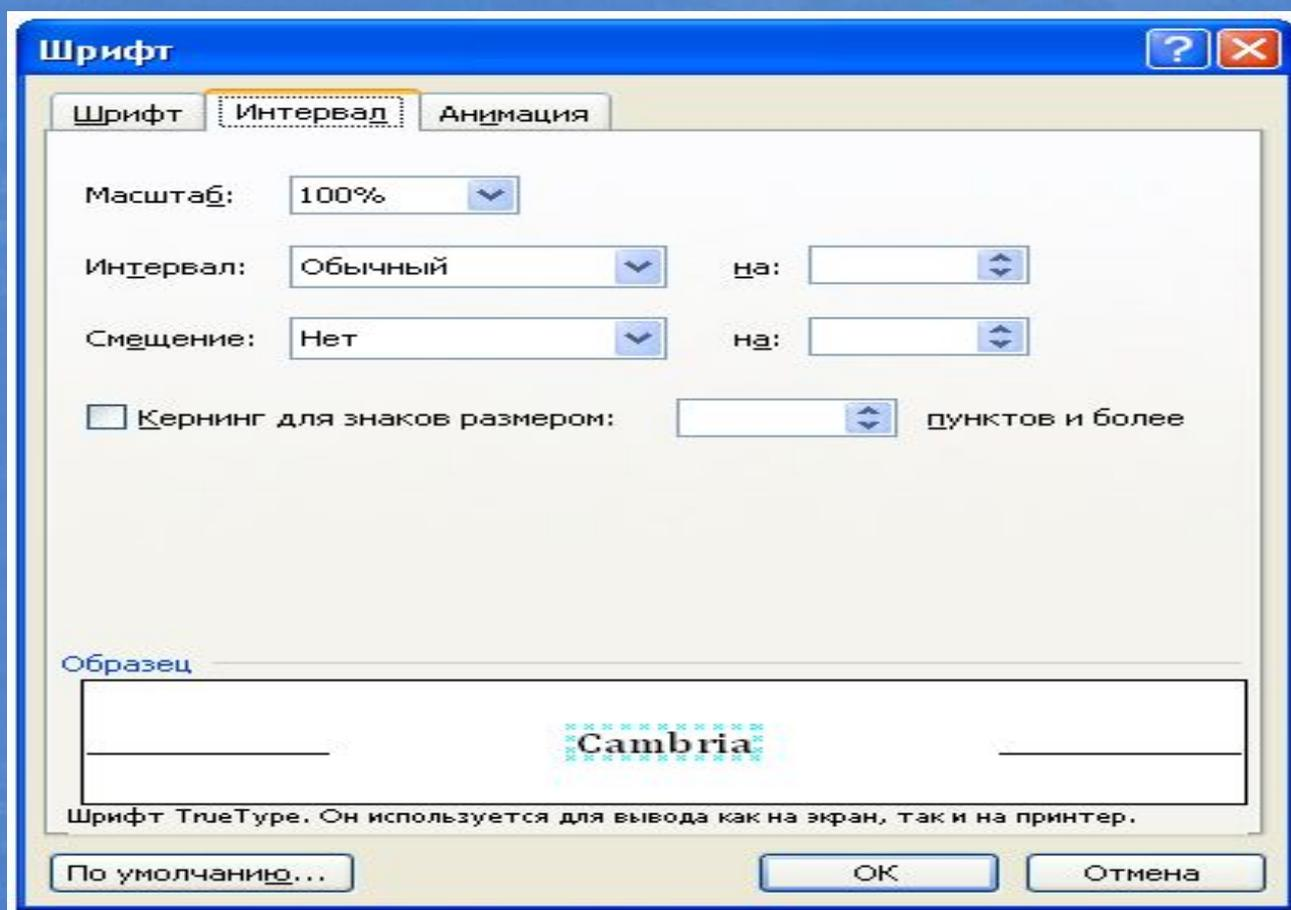 Шрифт
?
Шрифт Интервал Анимация
Масштаб: 100%
Интервал: Обычный на:
Смещение: Нет на:
Кернинг для знаков размером: пунктов и более
Образец
Cambria
Шрифт TrueType. Он используется для вывода как на экран, так и на принтер.
По умолчанию... ОК Отмена